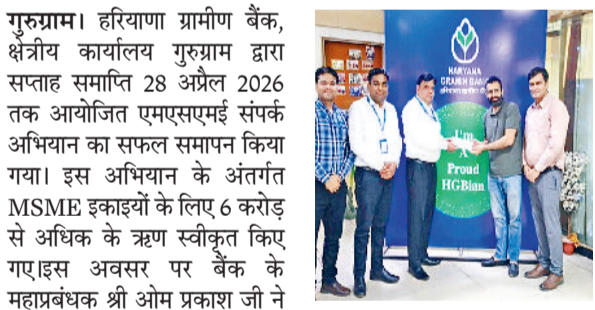 गुरुग्राम। हरियाणा ग्रामीण बैंक,
क्षेत्रीय कार्यालय गुरुग्राम द्वारा
सप्ताह समाप्ति 28 अप्रैल 2026
तक आयोजित एमएसएमई संपर्क
अभियान का सफल समापन किया
गया। इस अभियान के अंतर्गत
MSME इकाइयों के लिए 6 करोड़
से अधिक के ऋण स्वीकृत किए
गए।इस अवसर पर बैंक के
महाप्रबंधक श्री ओम प्रकाश जी ने
HARYANA
GRAMIN BANK
हरियाणा ग्रामीण बैंक
I'm
X
Proud
HGBian